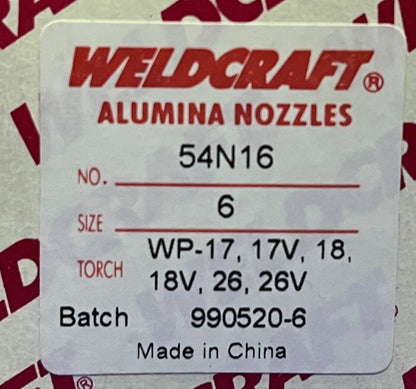 WELDCRAFT®
ALUMINA NOZZLES
NO. 54N16
SIZE 6
TORCH WP-17, 17V, 18,
18V, 26, 26V
Batch 990520-6
Made in China